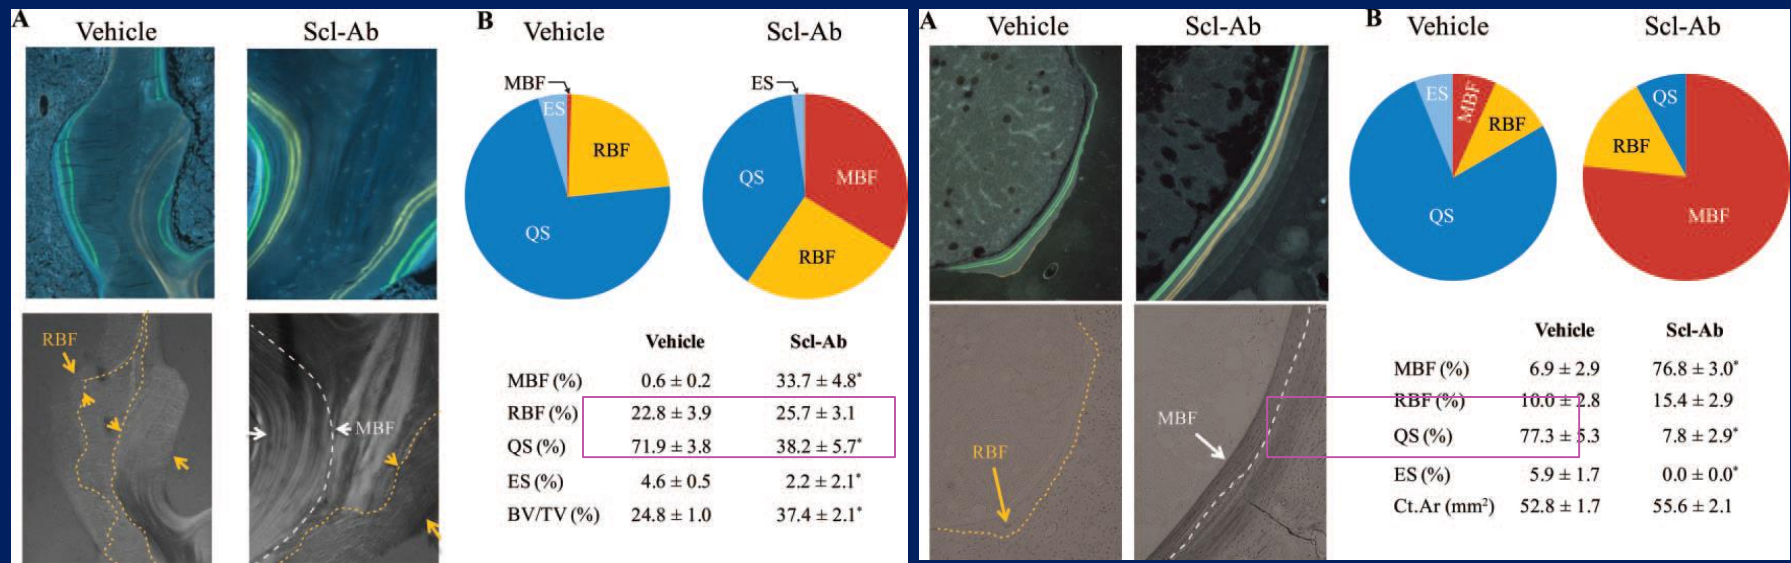 A
Vehicle Scl-Ab
RBF
MBF
B
Vehicle Scl-Ab
MBF
ES
RBF
QS
ES
QS
MBF
RBF
Vehicle Scl-Ab
MBF (%) 0.6 ± 0.2 33.7 ± 4.8*
RBF (%) 22.8 ± 3.9 25.7 ± 3.1
QS (%) 71.9 ± 3.8 38.2 ± 5.7*
ES (%) 4.6 ± 0.5 2.2 ± 2.1*
BV/TV (%) 24.8 ± 1.0 37.4 ± 2.1*
A
Vehicle Scl-Ab
RBF
MBF
B
Vehicle Scl-Ab
ES
MBF
RBF
QS
QS
RBF
MBF
Vehicle Scl-Ab
MBF (%) 6.9 ± 2.9 76.8 ± 3.0*
RBF (%) 10.0 ± 2.8 15.4 ± 2.9
QS (%) 77.3 ± 5.3 7.8 ± 2.9*
ES (%) 5.9 ± 1.7 0.0 ± 0.0*
Ct.Ar (mm²) 52.8 ± 1.7 55.6 ± 2.1